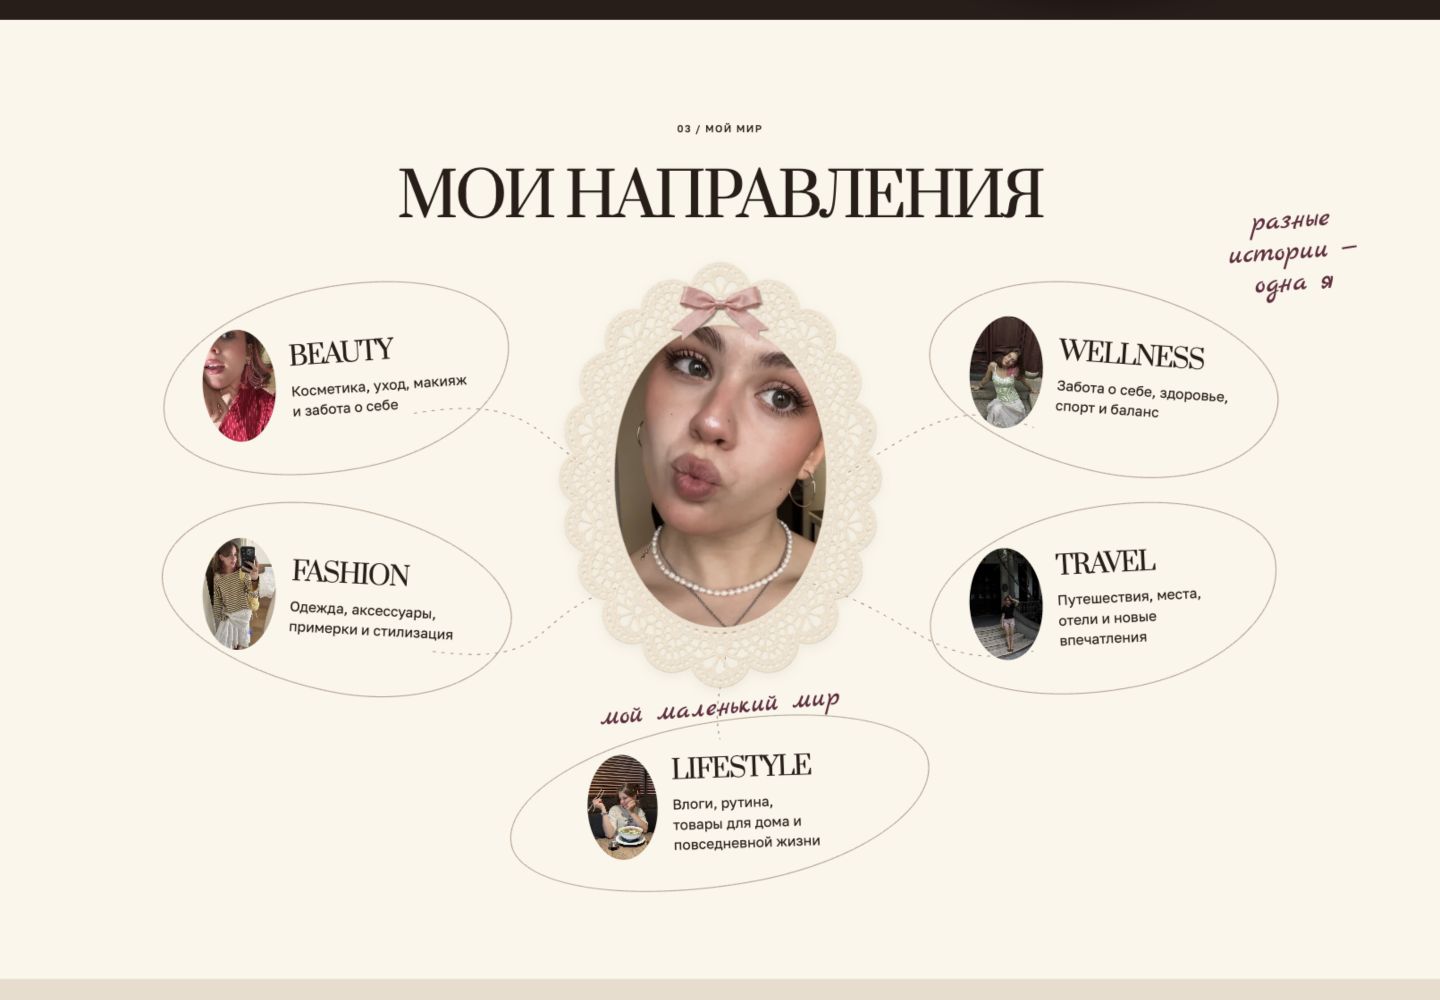 03 / МОЙ МИР
МОИ НАПРАВЛЕНИЯ
разные
истории —
одна я
BEAUTY
Косметика, уход, макияж
и забота о себе
WELLNESS
Забота о себе, здоровье,
спорт и баланс
FASHION
Одежда, аксессуары,
примерки и стилизация
TRAVEL
Путешествия, места,
отели и новые
впечатления
мой маленький мир
LIFESTYLE
Влоги, рутина,
товары для дома и
повседневной жизни